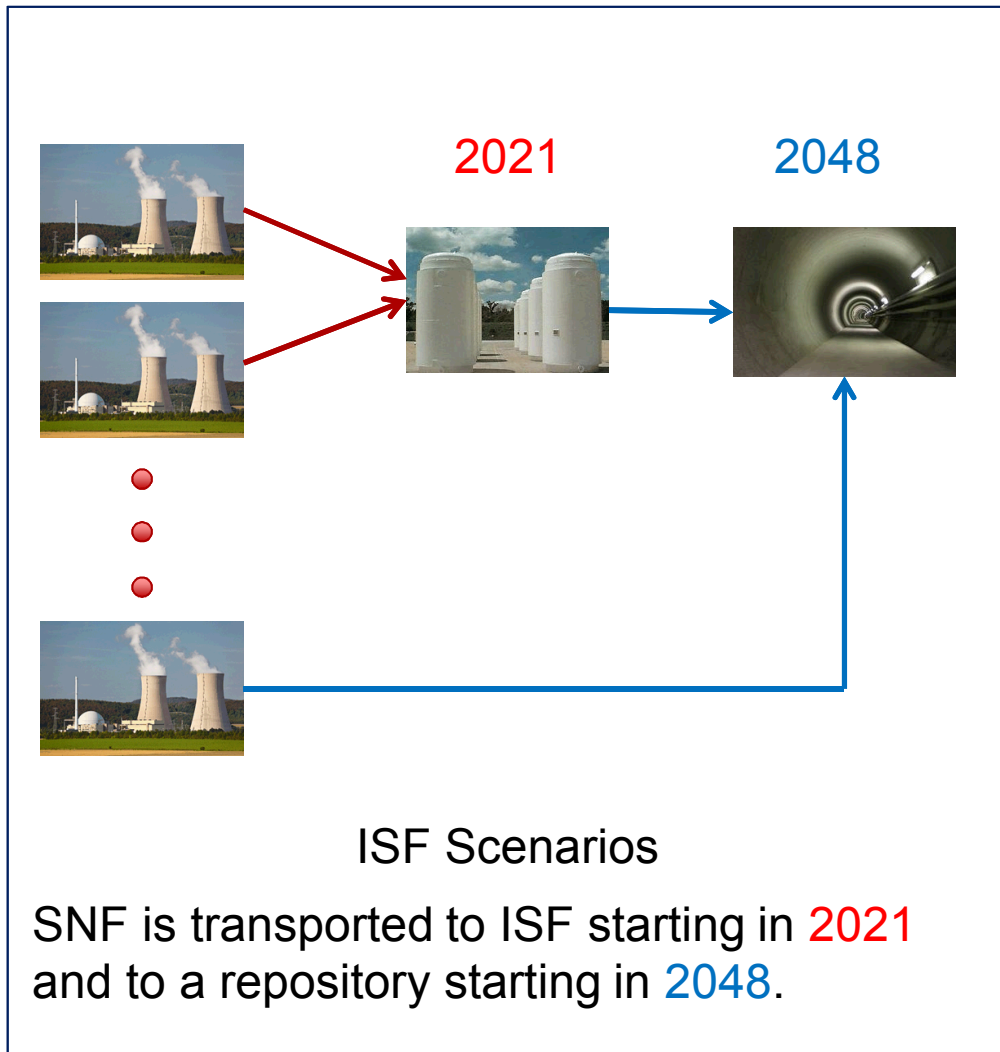 2021
2048
ISF Scenarios
SNF is transported to ISF starting in 2021
and to a repository starting in 2048.